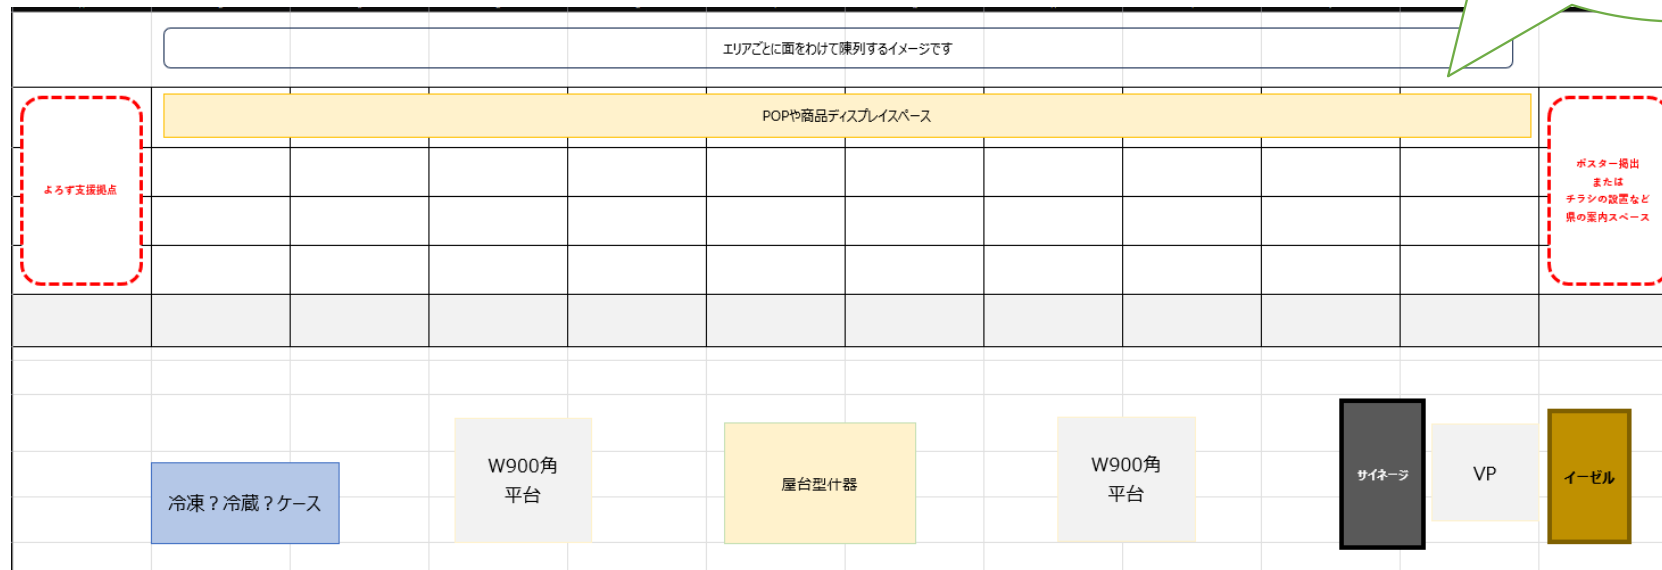 エリアごとに面をわけて陳列するイメージです
POPや商品ディスプレイスペース
よろず支援拠点
ポスター掲出
または
チラシの設置など
県の案内スペース
冷凍？冷蔵？ケース
W900角
平台
屋台型什器
W900角
平台
サイネージ
VP
イーゼル